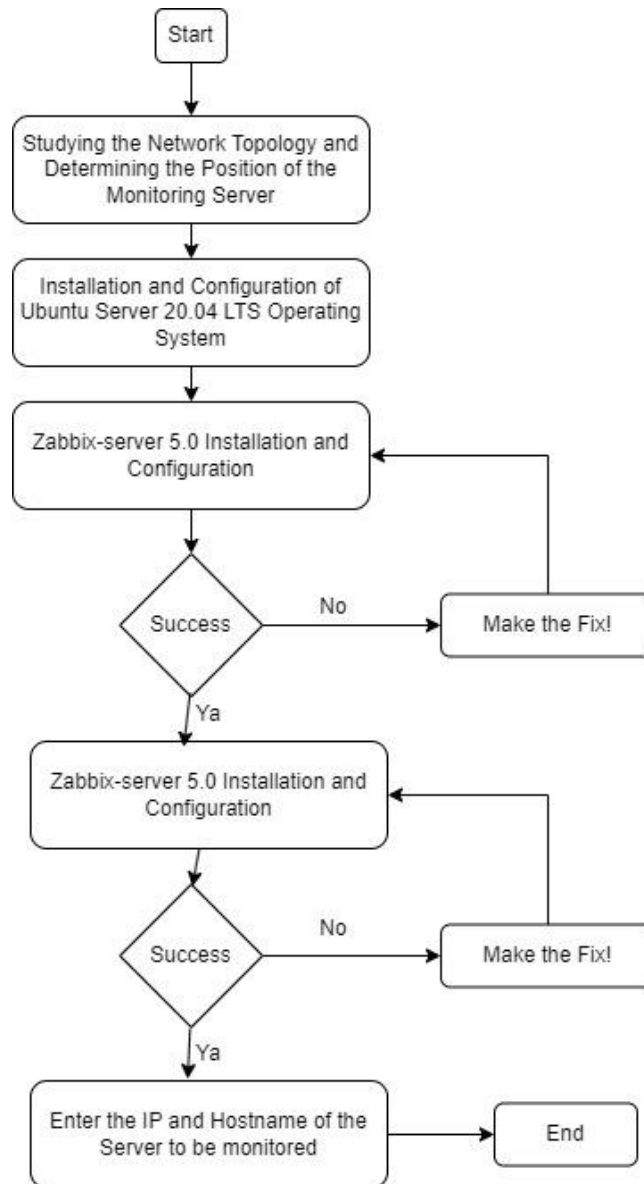 Start
Studying the Network Topology and
Determining the Position of the
Monitoring Server
Installation and Configuration of
Ubuntu Server 20.04 LTS Operating
System
Zabbix-server 5.0 Installation and
Configuration
Success
No
Make the Fix!
Ya
Zabbix-server 5.0 Installation and
Configuration
Success
No
Make the Fix!
Ya
Enter the IP and Hostname of the
Server to be monitored
End